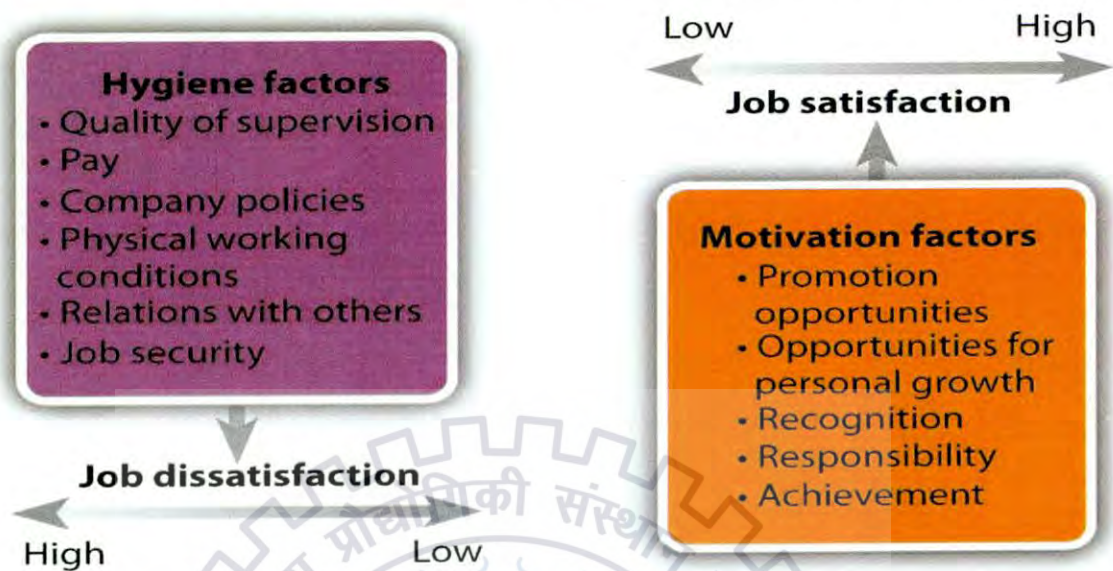 Hygiene factors
• Quality of supervision
• Pay
• Company policies
• Physical working
conditions
• Relations with others
• Job security
Job dissatisfaction
High Low
Low High
Job satisfaction
Motivation factors
• Promotion
opportunities
• Opportunities for
personal growth
• Recognition
• Responsibility
• Achievement
प्रौद्योगिकी संस्थान